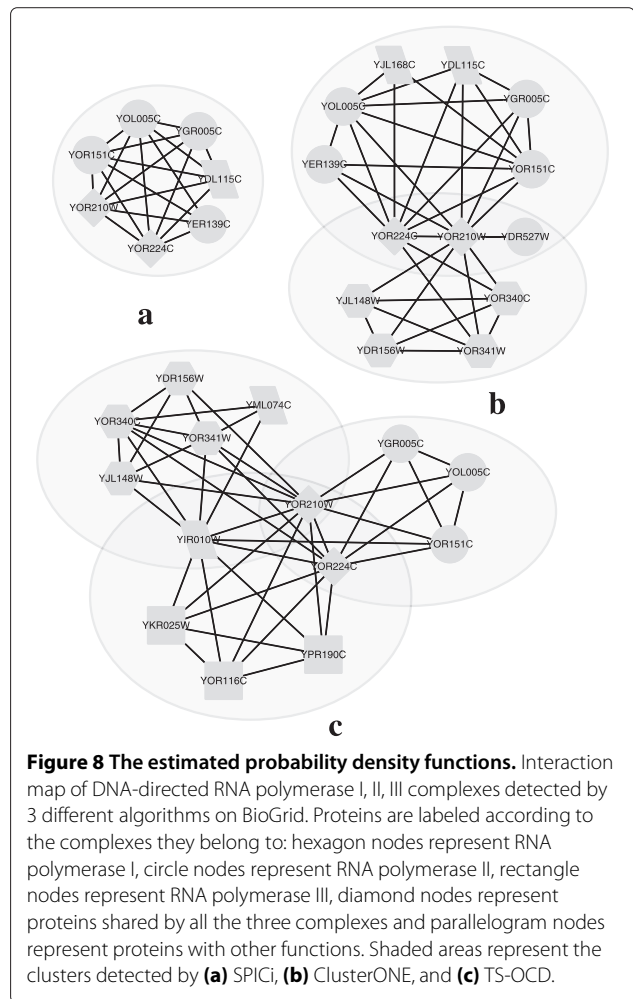 YOL005C
YGR005C
YOR151C
YDL115C
YOR210W
YER139C
YOR224C
a
YJL168C
YDL115C
YOL005C
YGR005C
YER139C
YOR151C
YOR224C
YOR210W
YDR527W
YJL148W
YOR340C
YDR156W
YOR341W
b
YDR156W
YML074C
YOR340C
YOR341W
YJL148W
YGR005C
YOL005C
YOR210W
YIR010W
YOR151C
YOR224C
YKR025W
YPR190C
YOR116C
c
Figure 8 The estimated probability density functions. Interaction
map of DNA-directed RNA polymerase I, II, III complexes detected by
3 different algorithms on BioGrid. Proteins are labeled according to
the complexes they belong to: hexagon nodes represent RNA
polymerase I, circle nodes represent RNA polymerase II, rectangle
nodes represent RNA polymerase III, diamond nodes represent
proteins shared by all the three complexes and parallelogram nodes
represent proteins with other functions. Shaded areas represent the
clusters detected by (a) SPICi, (b) ClusterONE, and (c) TS-OCD.